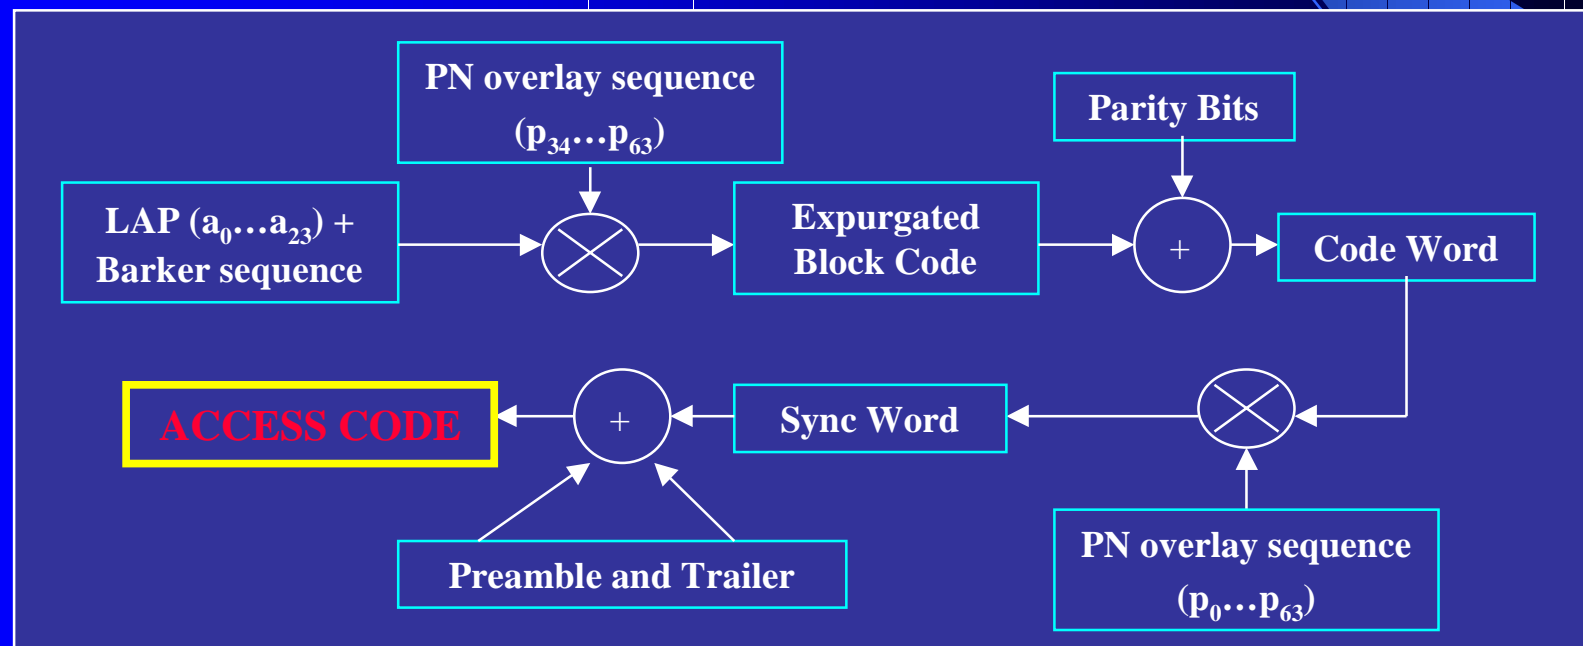 PN overlay sequence
(p₃₄…p₆₃)
Parity Bits
LAP (a₀…a₂₃) +
Barker sequence
Expurgated
Block Code
+
Code Word
ACCESS CODE
+
Sync Word
PN overlay sequence
(p₀…p₆₃)
Preamble and Trailer